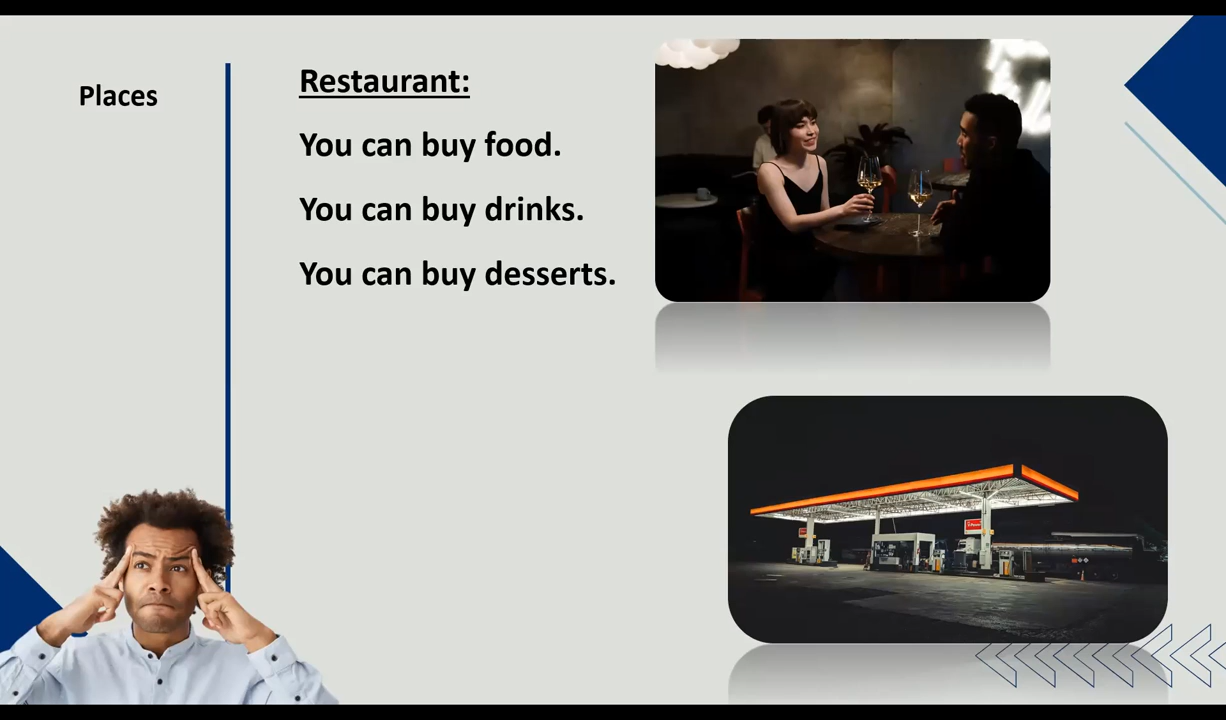 Places
Restaurant:
You can buy food.
You can buy drinks.
You can buy desserts.